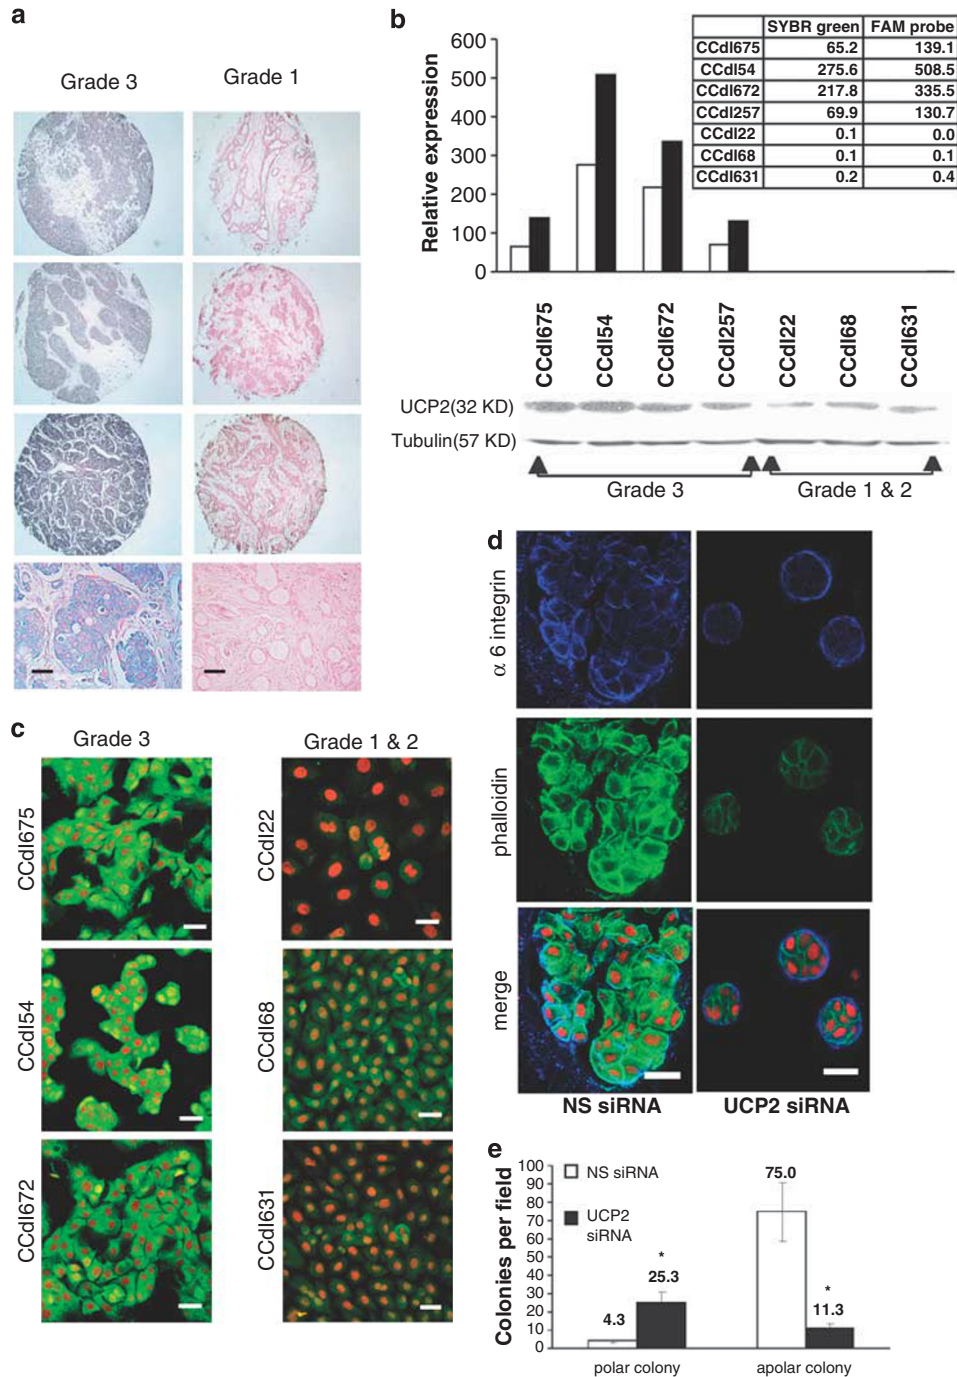 a
Grade 3
Grade 1
b
SYBR green FAM probe
CCdl675 65.2 139.1
CCdl54 275.6 508.5
CCdl672 217.8 335.5
CCdl257 69.9 130.7
CCdl22 0.1 0.0
CCdl68 0.1 0.1
CCdl631 0.2 0.4
Relative expression
600
500
400
300
200
100
0
CCdl675
CCdl54
CCdl672
CCdl257
CCdl22
CCdl68
CCdl631
UCP2(32 KD)
Tubulin(57 KD)
Grade 3
Grade 1 & 2
c
Grade 3
Grade 1 & 2
CCdl675
CCdl22
CCdl54
CCdl68
CCdl672
CCdl631
d
α 6 integrin
phalloidin
merge
NS siRNA
UCP2 siRNA
e
Colonies per field
100
90
80
70
60
50
40
30
20
10
0
NS siRNA
UCP2
siRNA
4.3
*
25.3
75.0
*
11.3
polar colony
apolar colony